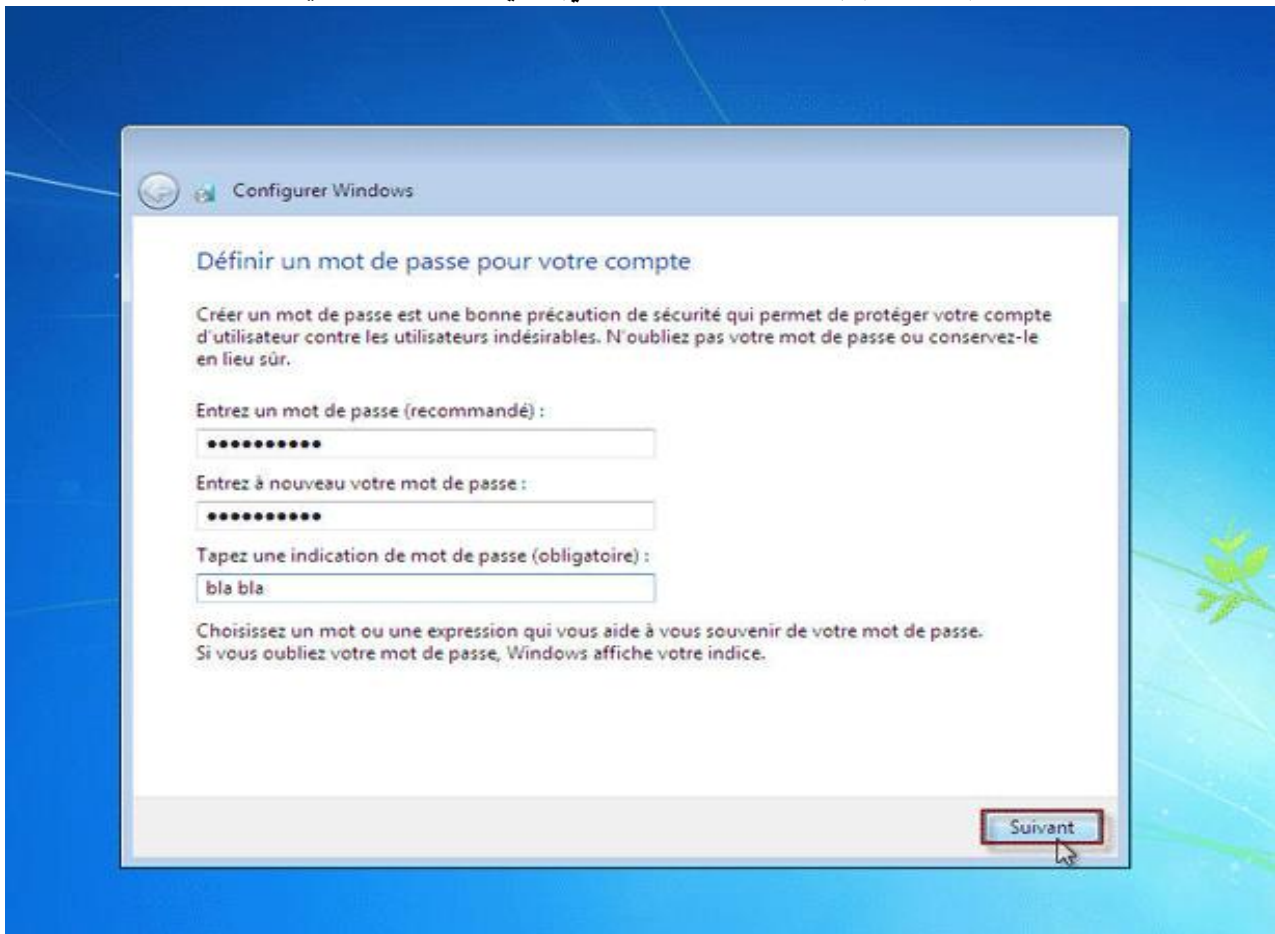 Configurer Windows
Définir un mot de passe pour votre compte
Créer un mot de passe est une bonne précaution de sécurité qui permet de protéger votre compte
d'utilisateur contre les utilisateurs indésirables. N'oubliez pas votre mot de passe ou conservez-le
en lieu sûr.
Entrez un mot de passe (recommandé) :
••••••••••
Entrez à nouveau votre mot de passe :
••••••••••
Tapez une indication de mot de passe (obligatoire) :
bla bla
Choisissez un mot ou une expression qui vous aide à vous souvenir de votre mot de passe.
Si vous oubliez votre mot de passe, Windows affiche votre indice.
Suivant